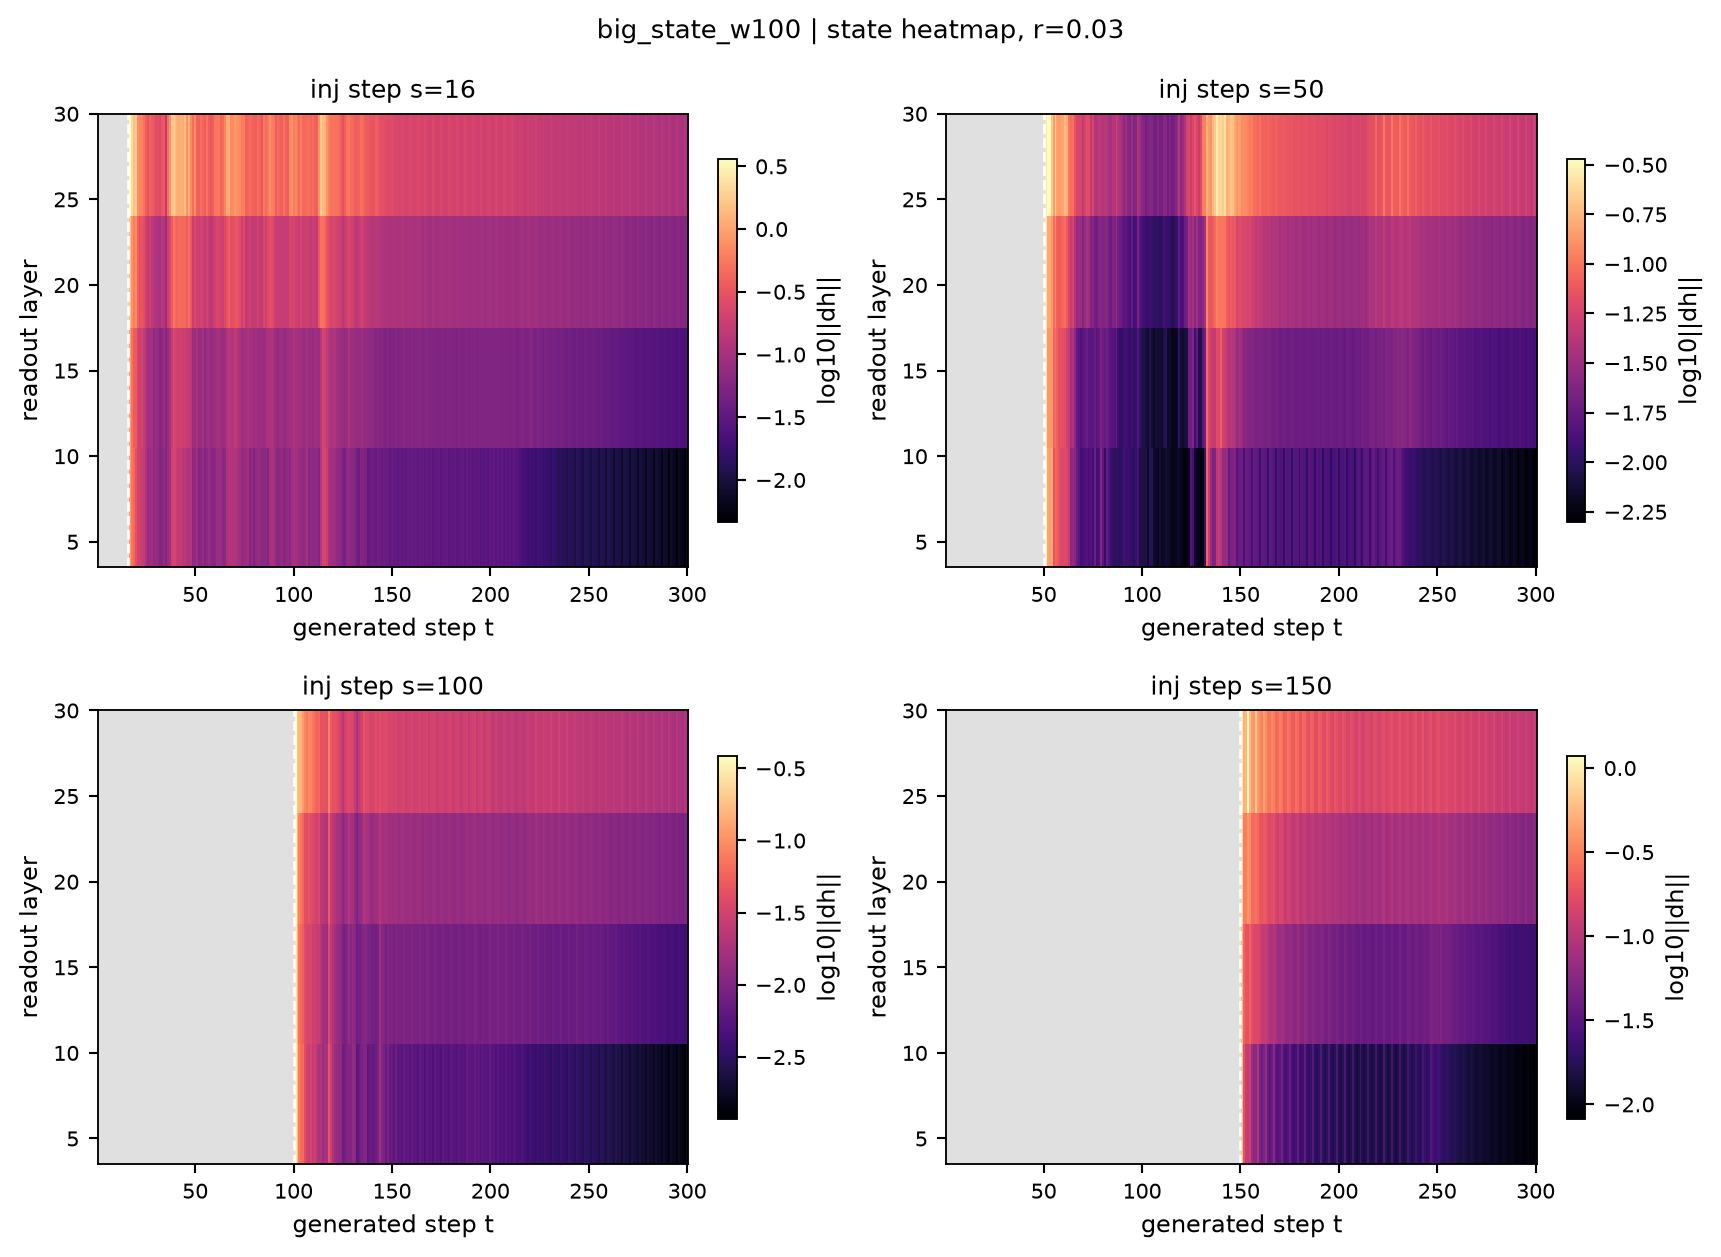 big_state_w100 | state heatmap, r=0.03
inj step s=16
30
25
20
15
10
5
readout layer
50 100 150 200 250 300
generated step t
0.5
0.0
−0.5
−1.0
−1.5
−2.0
log10||dh||
inj step s=50
30
25
20
15
10
5
readout layer
50 100 150 200 250 300
generated step t
−0.50
−0.75
−1.00
−1.25
−1.50
−1.75
−2.00
−2.25
log10||dh||
inj step s=100
30
25
20
15
10
5
readout layer
50 100 150 200 250 300
generated step t
−0.5
−1.0
−1.5
−2.0
−2.5
log10||dh||
inj step s=150
30
25
20
15
10
5
readout layer
50 100 150 200 250 300
generated step t
0.0
−0.5
−1.0
−1.5
−2.0
log10||dh||